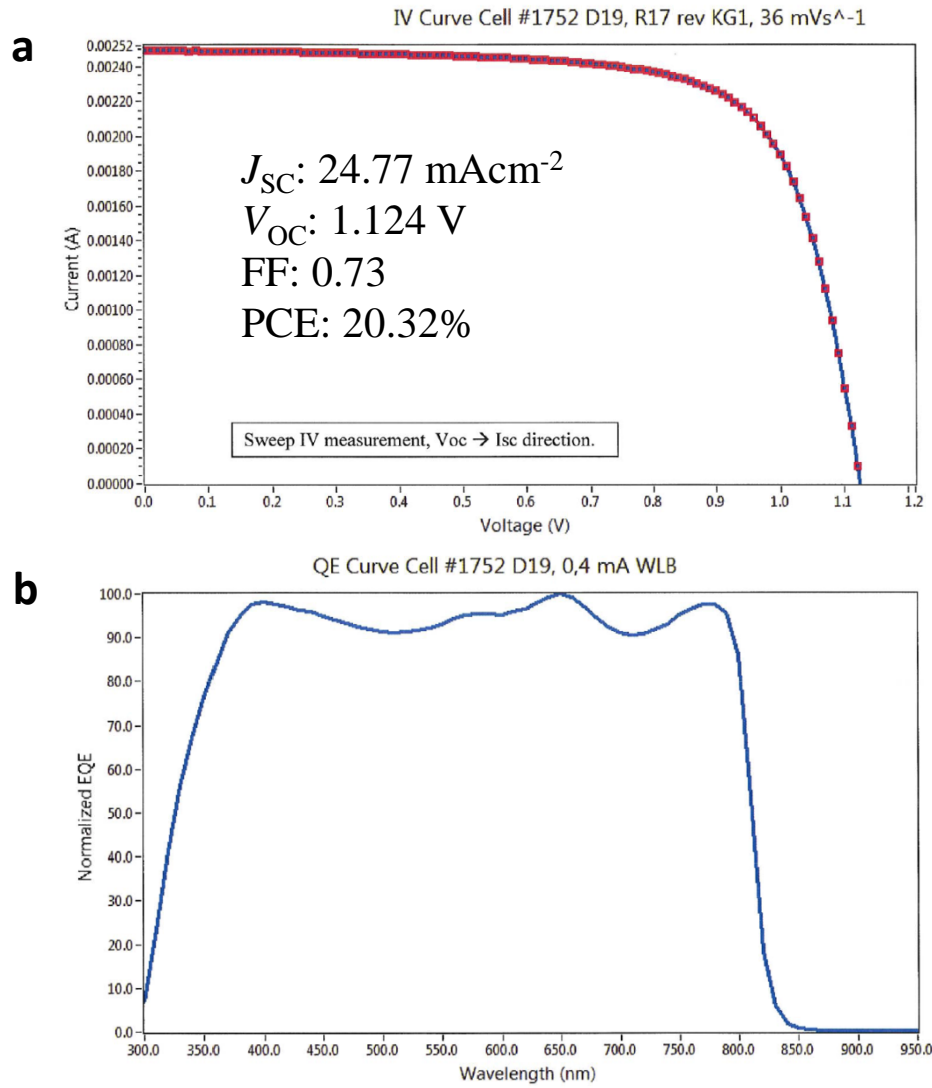 IV Curve Cell #1752 D19, R17 rev KG1, 36 mVs^-1
a
0.00252
0.00240
0.00220
0.00200
0.00180
0.00160
0.00140
0.00120
0.00100
0.00080
0.00060
0.00040
0.00020
0.00000
Current (A)
J_SC: 24.77 mAcm^-2
V_OC: 1.124 V
FF: 0.73
PCE: 20.32%
Sweep IV measurement, Voc → Isc direction.
0.0 0.1 0.2 0.3 0.4 0.5 0.6 0.7 0.8 0.9 1.0 1.1 1.2
Voltage (V)
b
QE Curve Cell #1752 D19, 0,4 mA WLB
100.0
90.0
80.0
70.0
60.0
50.0
40.0
30.0
20.0
10.0
0.0
Normalized EQE
300.0 350.0 400.0 450.0 500.0 550.0 600.0 650.0 700.0 750.0 800.0 850.0 900.0 950.0
Wavelength (nm)